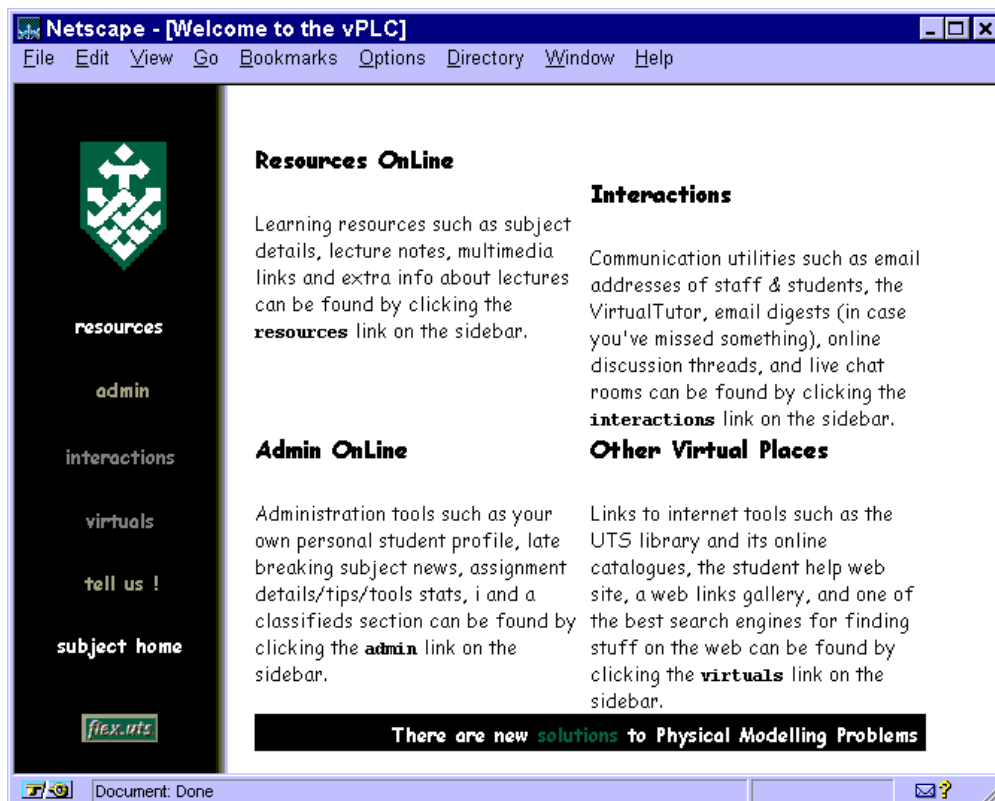 Netscape - [Welcome to the vPLC]
File Edit View Go Bookmarks Options Directory Window Help
resources
admin
interactions
virtuals
tell us !
subject home
flex.uts
Resources OnLine
Learning resources such as subject
details, lecture notes, multimedia
links and extra info about lectures
can be found by clicking the
resources link on the sidebar.
Interactions
Communication utilities such as email
addresses of staff & students, the
VirtualTutor, email digests (in case
you've missed something), online
discussion threads, and live chat
rooms can be found by clicking the
interactions link on the sidebar.
Admin OnLine
Administration tools such as your
own personal student profile, late
breaking subject news, assignment
details/tips/tools stats, i and a
classifieds section can be found by
clicking the admin link on the
sidebar.
Other Virtual Places
Links to internet tools such as the
UTS library and its online
catalogues, the student help web
site, a web links gallery, and one of
the best search engines for finding
stuff on the web can be found by
clicking the virtuals link on the
sidebar.
There are new solutions to Physical Modelling Problems
Document: Done